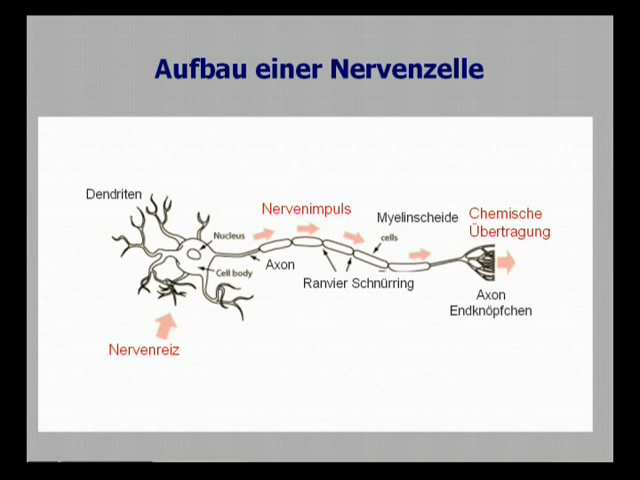 Aufbau einer Nervenzelle
Dendriten
Nervenimpuls
Myelinscheide
Chemische
Übertragung
Nucleus
cells
Cell body
Axon
Ranvier Schnürring
Axon
Endknöpfchen
Nervenreiz